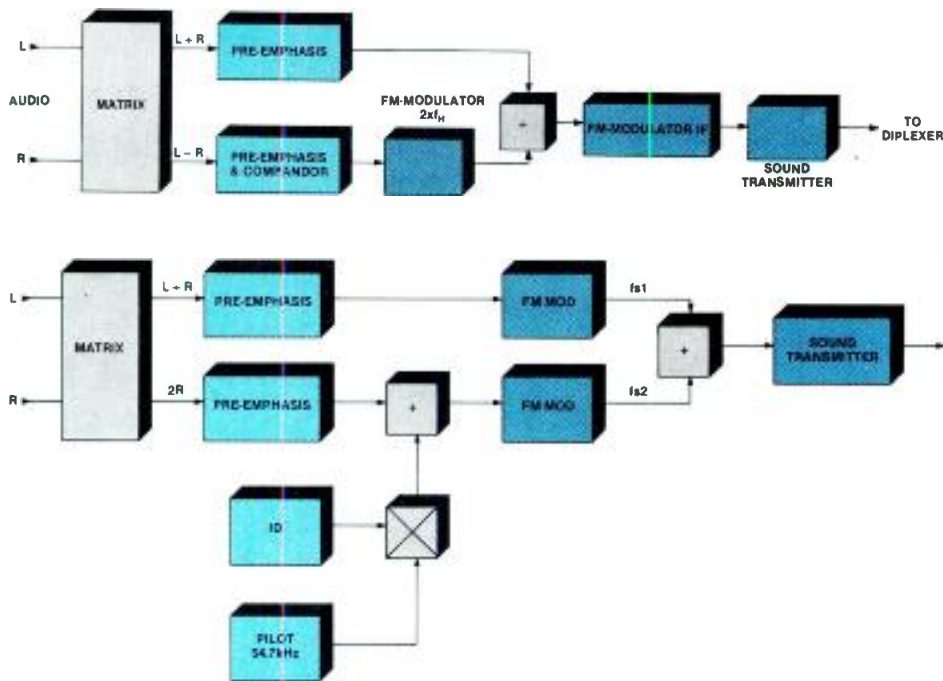 L
AUDIO
R
MATRIX
L + R
L – R
PRE-EMPHASIS
PRE-EMPHASIS
& COMPANDOR
FM-MODULATOR
2xfH
+
FM-MODULATOR IF
SOUND
TRANSMITTER
TO
DIPLEXER
L
R
MATRIX
L + R
2R
PRE-EMPHASIS
PRE-EMPHASIS
+
ID
PILOT
54.7kHz
FM-MOD
FM-MOD
fs1
fs2
+
SOUND
TRANSMITTER